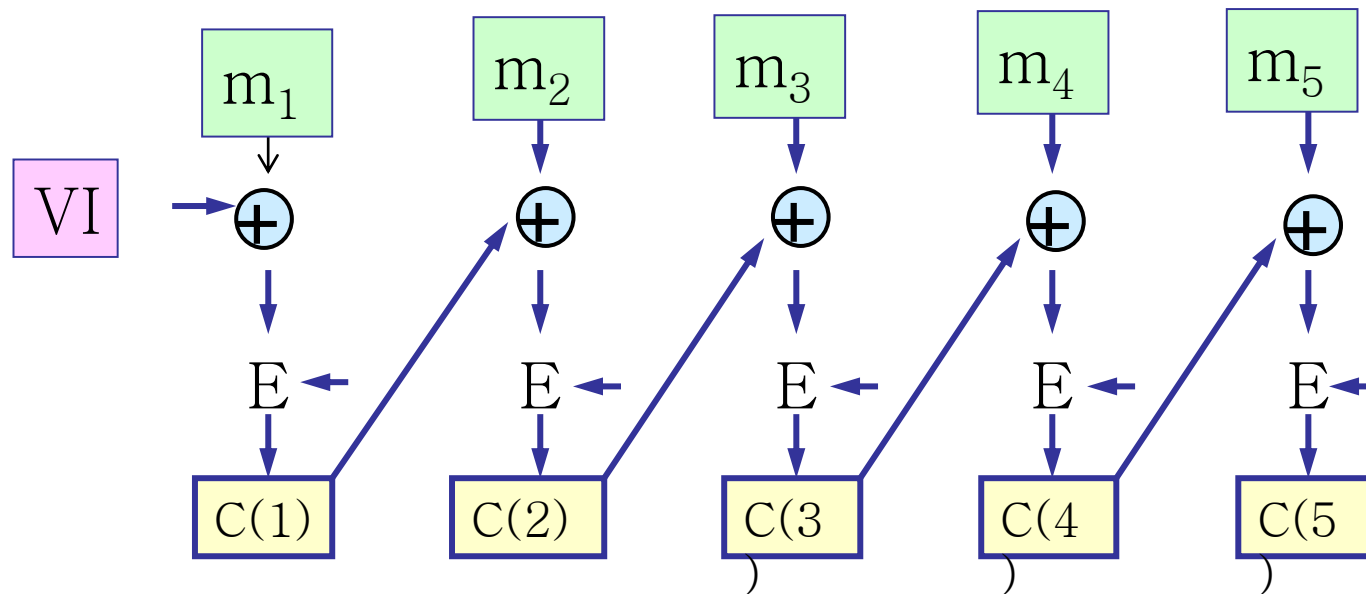 m₁ m₂ m₃ m₄ m₅
VI
+ + + + +
E E E E E
C(1) C(2) C(3 C(4 C(5
) ) )